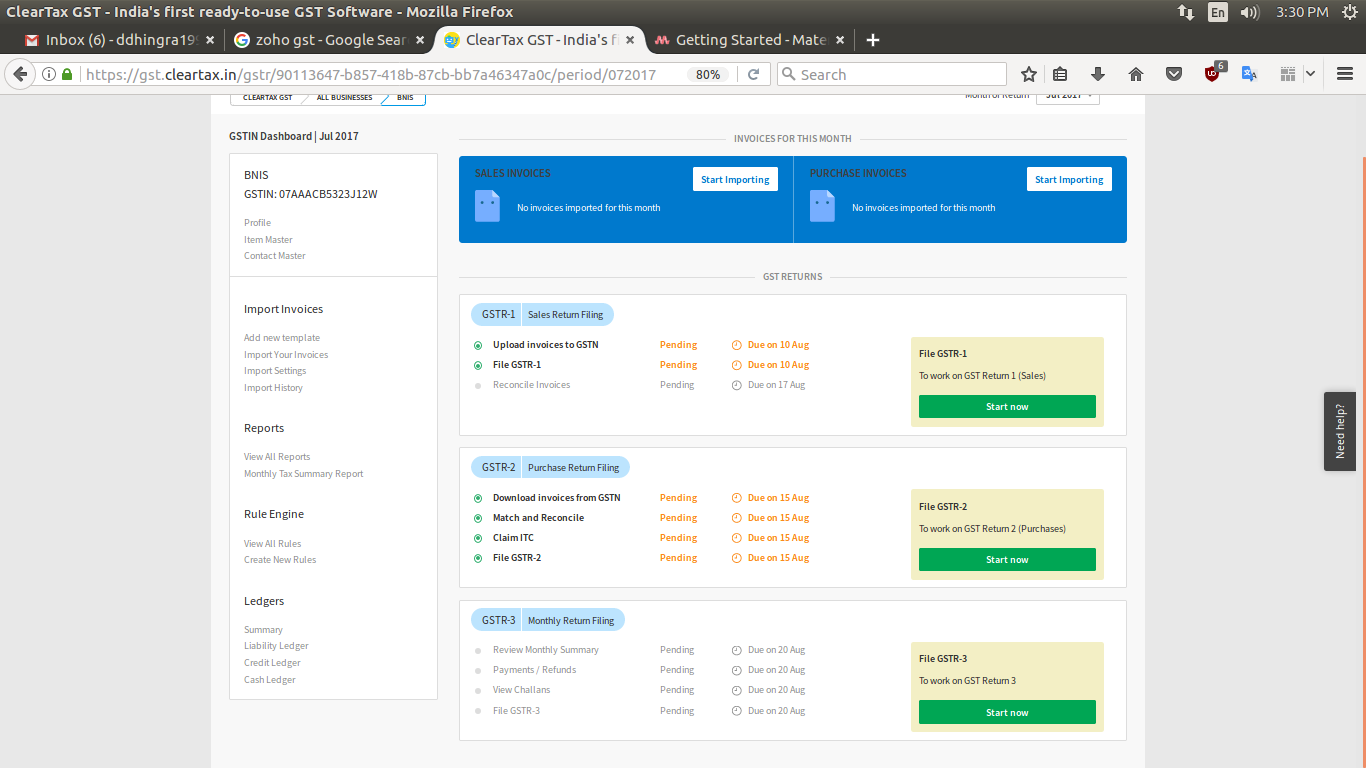 ClearTax GST - India's first ready-to-use GST Software - Mozilla Firefox
En
3:30 PM
Inbox (6) - ddhingra199
zoho gst - Google Sear
ClearTax GST - India's f
Getting Started - Mate
https://gst.cleartax.in/gstr/90113647-b857-418b-87cb-bb7a46347a0c/period/072017
80%
Search
6
CLEARTAX GST
ALL BUSINESSES
BNIS
Month of Return
Jul 2017
GSTIN Dashboard | Jul 2017
BNIS
GSTIN: 07AAACB5323J12W
Profile
Item Master
Contact Master
Import Invoices
Add new template
Import Your Invoices
Import Settings
Import History
Reports
View All Reports
Monthly Tax Summary Report
Rule Engine
View All Rules
Create New Rules
Ledgers
Summary
Liability Ledger
Credit Ledger
Cash Ledger
INVOICES FOR THIS MONTH
SALES INVOICES
Start Importing
No invoices imported for this month
PURCHASE INVOICES
Start Importing
No invoices imported for this month
GST RETURNS
GSTR-1 Sales Return Filing
Upload invoices to GSTN Pending Due on 10 Aug
File GSTR-1 Pending Due on 10 Aug
Reconcile Invoices Pending Due on 17 Aug
File GSTR-1
To work on GST Return 1 (Sales)
Start now
GSTR-2 Purchase Return Filing
Download invoices from GSTN Pending Due on 15 Aug
Match and Reconcile Pending Due on 15 Aug
Claim ITC Pending Due on 15 Aug
File GSTR-2 Pending Due on 15 Aug
File GSTR-2
To work on GST Return 2 (Purchases)
Start now
GSTR-3 Monthly Return Filing
Review Monthly Summary Pending Due on 20 Aug
Payments / Refunds Pending Due on 20 Aug
View Challans Pending Due on 20 Aug
File GSTR-3 Pending Due on 20 Aug
File GSTR-3
To work on GST Return 3
Start now
Need help?